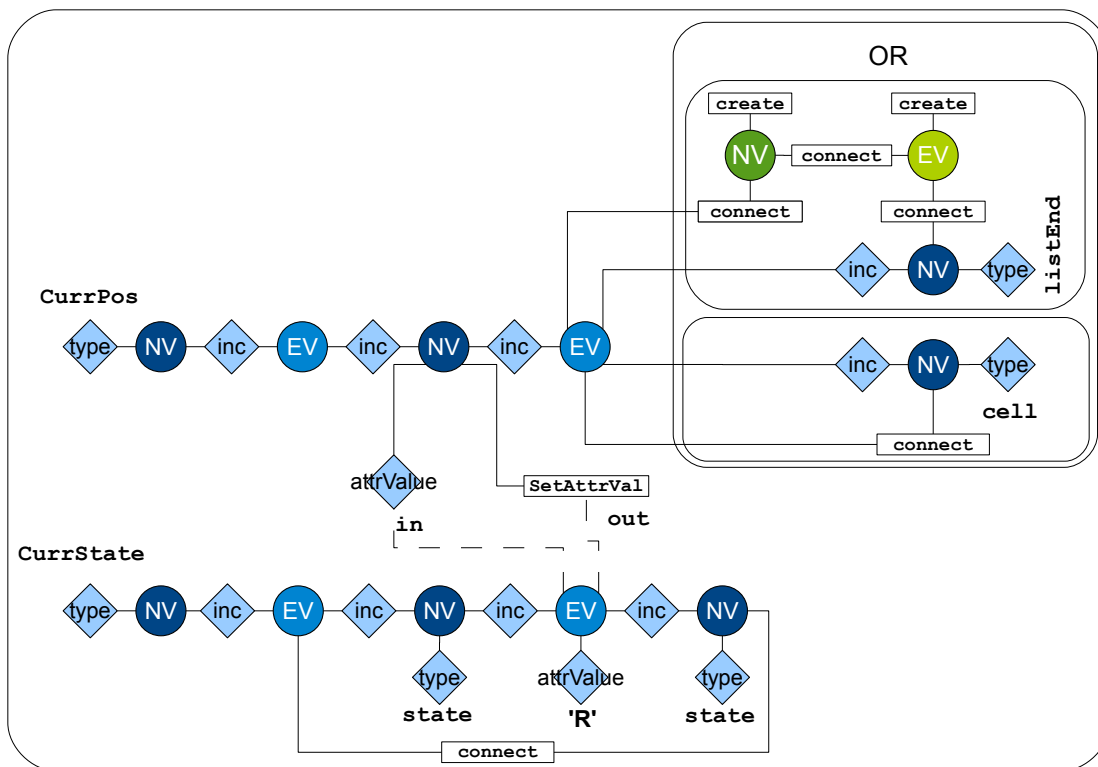 OR
create create
NV connect EV
connect connect
inc NV type
listEnd
CurrPos
type NV inc EV inc NV inc EV
inc NV type
cell
connect
attrValue SetAttrVal
in out
CurrState
type NV inc EV inc NV inc EV inc NV
type attrValue type
state 'R' state
connect